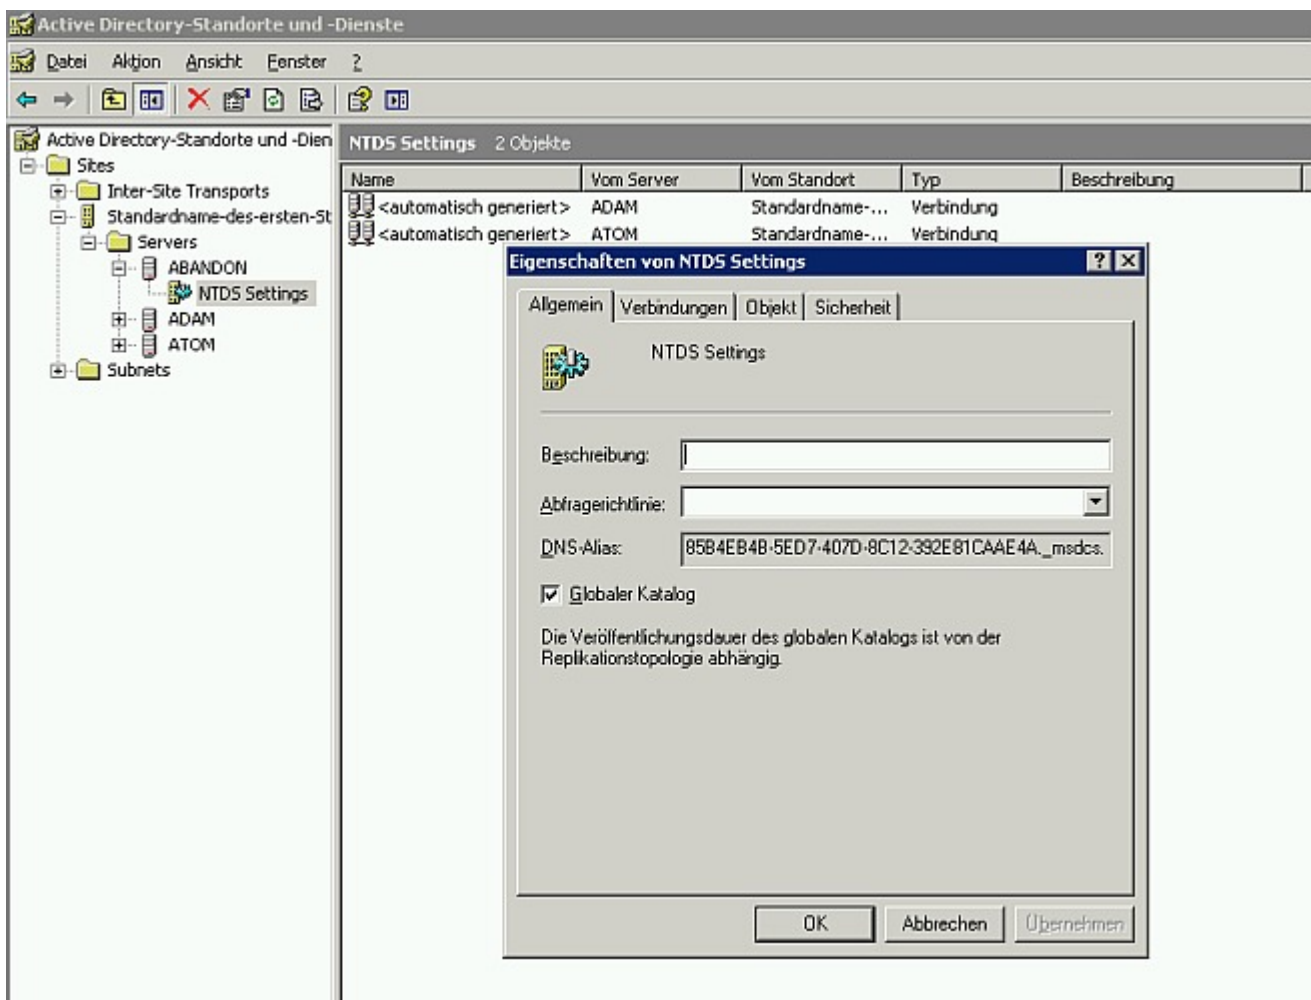 Active Directory-Standorte und -Dienste
Datei Aktion Ansicht Fenster ?
Active Directory-Standorte und -Dien
Sites
Inter-Site Transports
Standardname-des-ersten-St
Servers
ABANDON
NTDS Settings
ADAM
ATOM
Subnets
NTDS Settings 2 Objekte
Name Vom Server Vom Standort Typ Beschreibung
<automatisch generiert> ADAM Standardname-... Verbindung
<automatisch generiert> ATOM Standardname-... Verbindung
Eigenschaften von NTDS Settings
Allgemein Verbindungen Objekt Sicherheit
NTDS Settings
Beschreibung:
Abfragerichtlinie:
DNS-Alias: 85B4EB4B-5ED7-407D-8C12-392E81CAAE4A._msdcs.
Globaler Katalog
Die Veröffentlichungsdauer des globalen Katalogs ist von der
Replikationstopologie abhängig.
OK Abbrechen Übernehmen